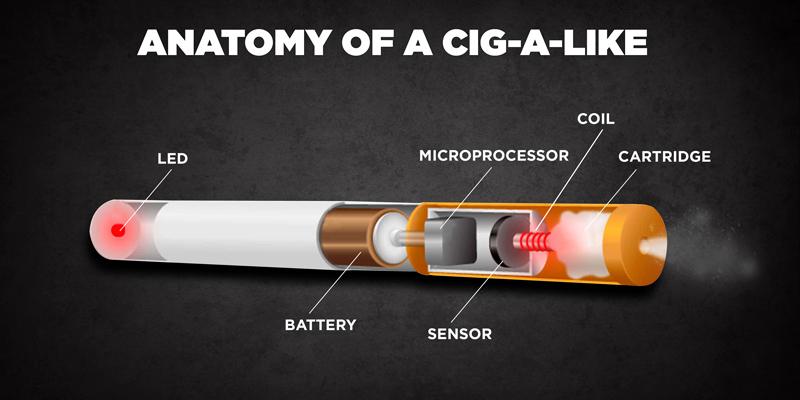 ANATOMY OF A CIG-A-LIKE
COIL
LED
MICROPROCESSOR
CARTRIDGE
BATTERY
SENSOR